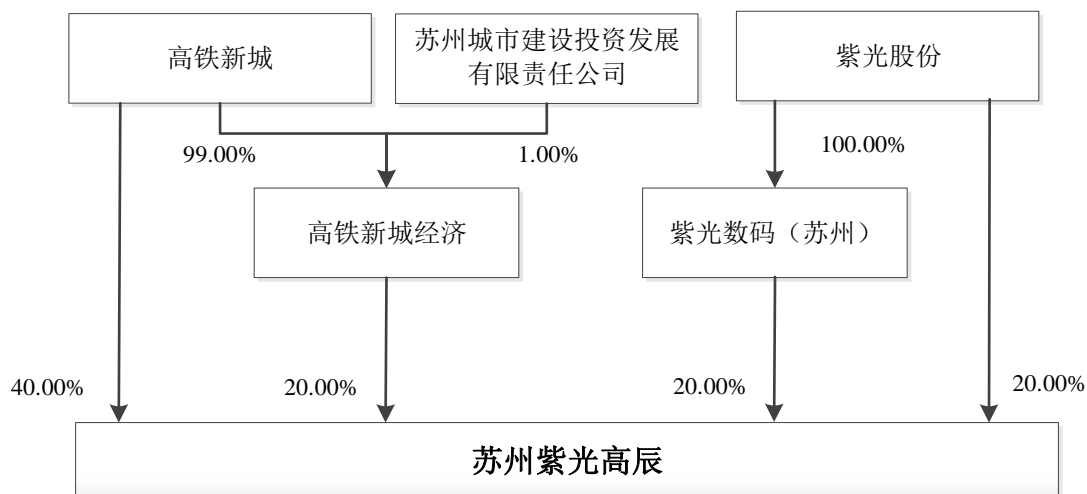 高铁新城
苏州城市建设投资发展
有限责任公司
紫光股份
99.00%
1.00%
100.00%
高铁新城经济
紫光数码（苏州）
40.00%
20.00%
20.00%
20.00%
苏州紫光高辰